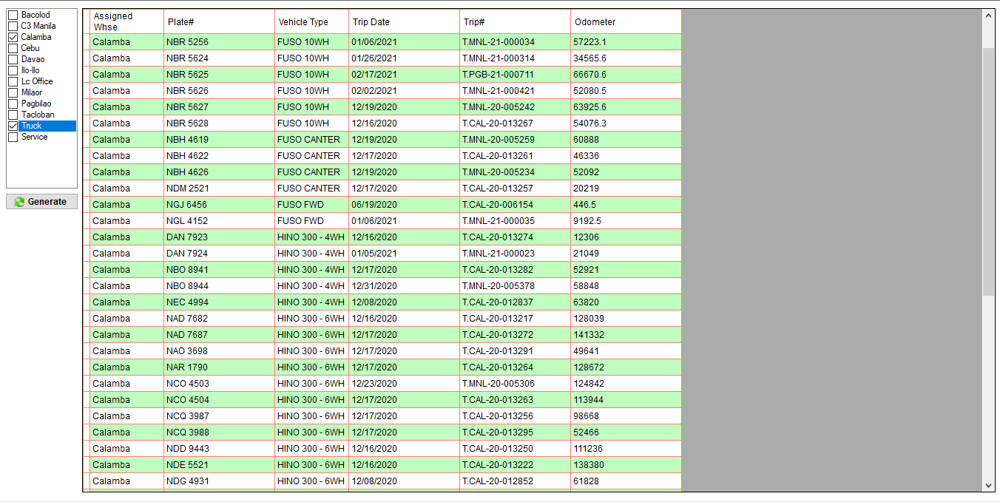 Bacolod
C3 Manila
Calamba
Cebu
Davao
Ilo-Ilo
Lc Office
Milaor
Pagbilao
Tacloban
Truck
Service
Generate
Assigned Whse Plate# Vehicle Type Trip Date Trip# Odometer
Calamba NBR 5256 FUSO 10WH 01/06/2021 T.MNL-21-000034 57223.1
Calamba NBR 5624 FUSO 10WH 01/26/2021 T.MNL-21-000314 34565.6
Calamba NBR 5625 FUSO 10WH 02/17/2021 T.PGB-21-000711 66670.6
Calamba NBR 5626 FUSO 10WH 02/02/2021 T.MNL-21-000421 52080.5
Calamba NBR 5627 FUSO 10WH 12/19/2020 T.MNL-20-005242 63925.6
Calamba NBR 5628 FUSO 10WH 12/16/2020 T.CAL-20-013267 54076.3
Calamba NBH 4619 FUSO CANTER 12/19/2020 T.MNL-20-005259 60888
Calamba NBH 4622 FUSO CANTER 12/17/2020 T.CAL-20-013261 46336
Calamba NBH 4626 FUSO CANTER 12/19/2020 T.MNL-20-005234 52092
Calamba NDM 2521 FUSO CANTER 12/17/2020 T.CAL-20-013257 20219
Calamba NGJ 6456 FUSO FWD 06/19/2020 T.CAL-20-006154 446.5
Calamba NGL 4152 FUSO FWD 01/06/2021 T.MNL-21-000035 9192.5
Calamba DAN 7923 HINO 300 - 4WH 12/16/2020 T.CAL-20-013274 12306
Calamba DAN 7924 HINO 300 - 4WH 01/05/2021 T.MNL-21-000023 21049
Calamba NBO 8941 HINO 300 - 4WH 12/17/2020 T.CAL-20-013282 52921
Calamba NBO 8944 HINO 300 - 4WH 12/31/2020 T.MNL-20-005378 58848
Calamba NEC 4994 HINO 300 - 4WH 12/08/2020 T.CAL-20-012837 63820
Calamba NAD 7682 HINO 300 - 6WH 12/16/2020 T.CAL-20-013217 128039
Calamba NAD 7687 HINO 300 - 6WH 12/17/2020 T.CAL-20-013272 141332
Calamba NAO 3698 HINO 300 - 6WH 12/17/2020 T.CAL-20-013291 49641
Calamba NAR 1790 HINO 300 - 6WH 12/17/2020 T.CAL-20-013264 128672
Calamba NCO 4503 HINO 300 - 6WH 12/23/2020 T.MNL-20-005306 124842
Calamba NCO 4504 HINO 300 - 6WH 12/17/2020 T.CAL-20-013263 113944
Calamba NCQ 3987 HINO 300 - 6WH 12/17/2020 T.CAL-20-013256 98668
Calamba NCQ 3988 HINO 300 - 6WH 12/17/2020 T.CAL-20-013295 52466
Calamba NDD 9443 HINO 300 - 6WH 12/16/2020 T.CAL-20-013250 111236
Calamba NDE 5521 HINO 300 - 6WH 12/16/2020 T.CAL-20-013222 138380
Calamba NDG 4931 HINO 300 - 6WH 12/08/2020 T.CAL-20-012852 61828